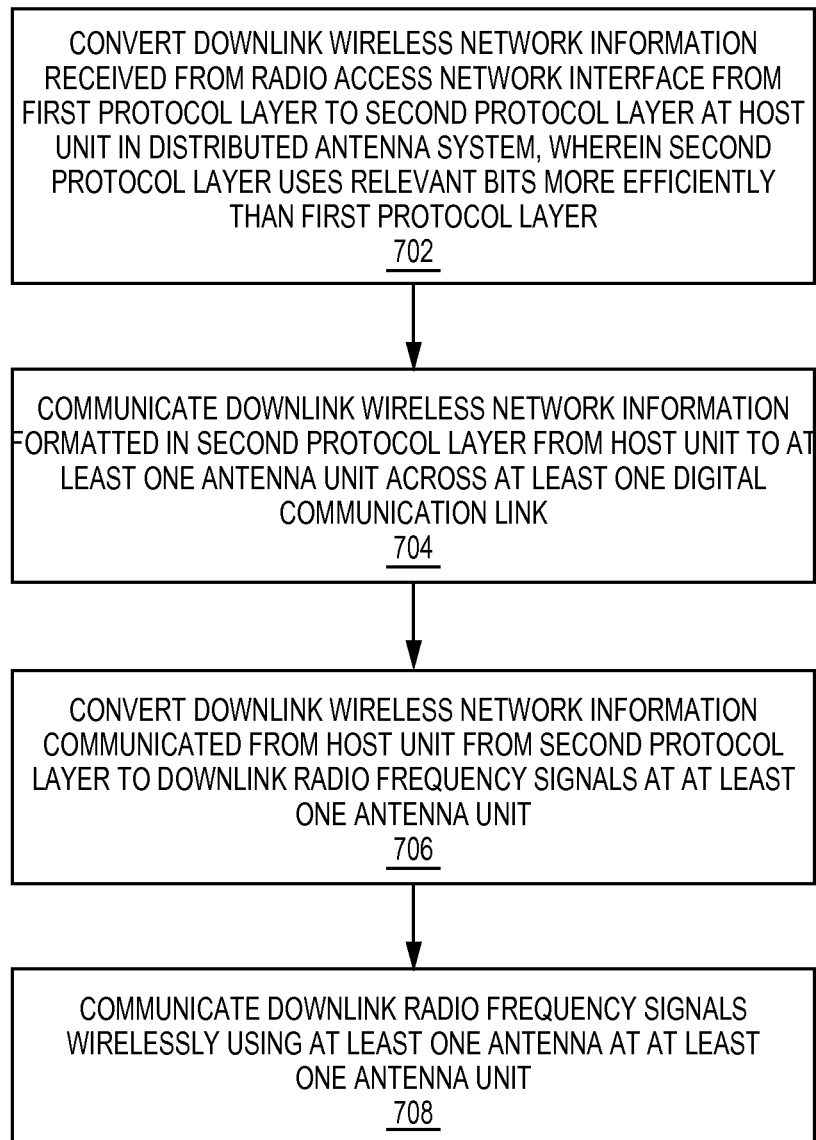 CONVERT DOWNLINK WIRELESS NETWORK INFORMATION
RECEIVED FROM RADIO ACCESS NETWORK INTERFACE FROM
FIRST PROTOCOL LAYER TO SECOND PROTOCOL LAYER AT HOST
UNIT IN DISTRIBUTED ANTENNA SYSTEM, WHEREIN SECOND
PROTOCOL LAYER USES RELEVANT BITS MORE EFFICIENTLY
THAN FIRST PROTOCOL LAYER
702
COMMUNICATE DOWNLINK WIRELESS NETWORK INFORMATION
FORMATTED IN SECOND PROTOCOL LAYER FROM HOST UNIT TO AT
LEAST ONE ANTENNA UNIT ACROSS AT LEAST ONE DIGITAL
COMMUNICATION LINK
704
CONVERT DOWNLINK WIRELESS NETWORK INFORMATION
COMMUNICATED FROM HOST UNIT FROM SECOND PROTOCOL
LAYER TO DOWNLINK RADIO FREQUENCY SIGNALS AT AT LEAST
ONE ANTENNA UNIT
706
COMMUNICATE DOWNLINK RADIO FREQUENCY SIGNALS
WIRELESSLY USING AT LEAST ONE ANTENNA AT AT LEAST
ONE ANTENNA UNIT
708